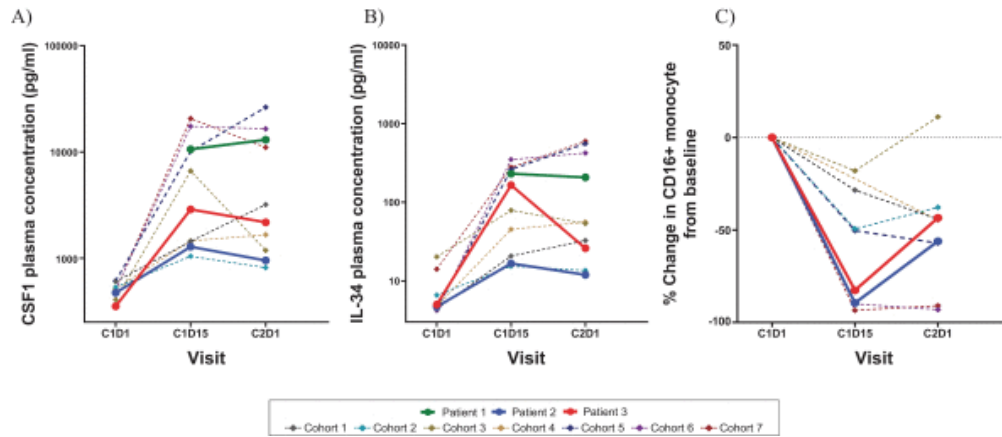 A)
B)
C)
CSF1 plasma concentration (pg/ml)
100000
10000
1000
C1D1 C1D15 C2D1
Visit
IL-34 plasma concentration (pg/ml)
10000
1000
100
10
C1D1 C1D15 C2D1
Visit
% Change in CD16+ monocyte
from baseline
50
0
-50
-100
C1D1 C1D15 C2D1
Visit
Patient 1 Patient 2 Patient 3
Cohort 1 Cohort 2 Cohort 3 Cohort 4 Cohort 5 Cohort 6 Cohort 7